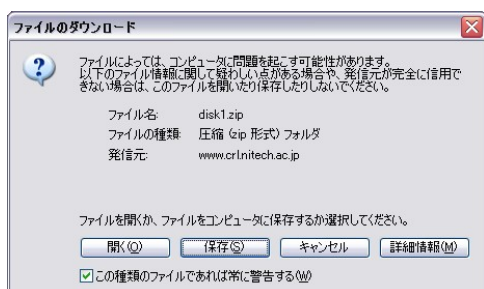 ファイルのダウンロード
ファイルによっては、コンピュータに問題を起こす可能性があります。
以下のファイル情報に関して疑わしい点がある場合や、発信元が完全に信用で
きない場合は、このファイルを開いたり保存したりしないでください。
ファイル名: disk1.zip
ファイルの種類: 圧縮 (zip 形式) フォルダ
発信元: www.crl.nitech.ac.jp
ファイルを開くか、ファイルをコンピュータに保存するか選択してください。
開く(O) 保存(S) キャンセル 詳細情報(M)
この種類のファイルであれば常に警告する(W)